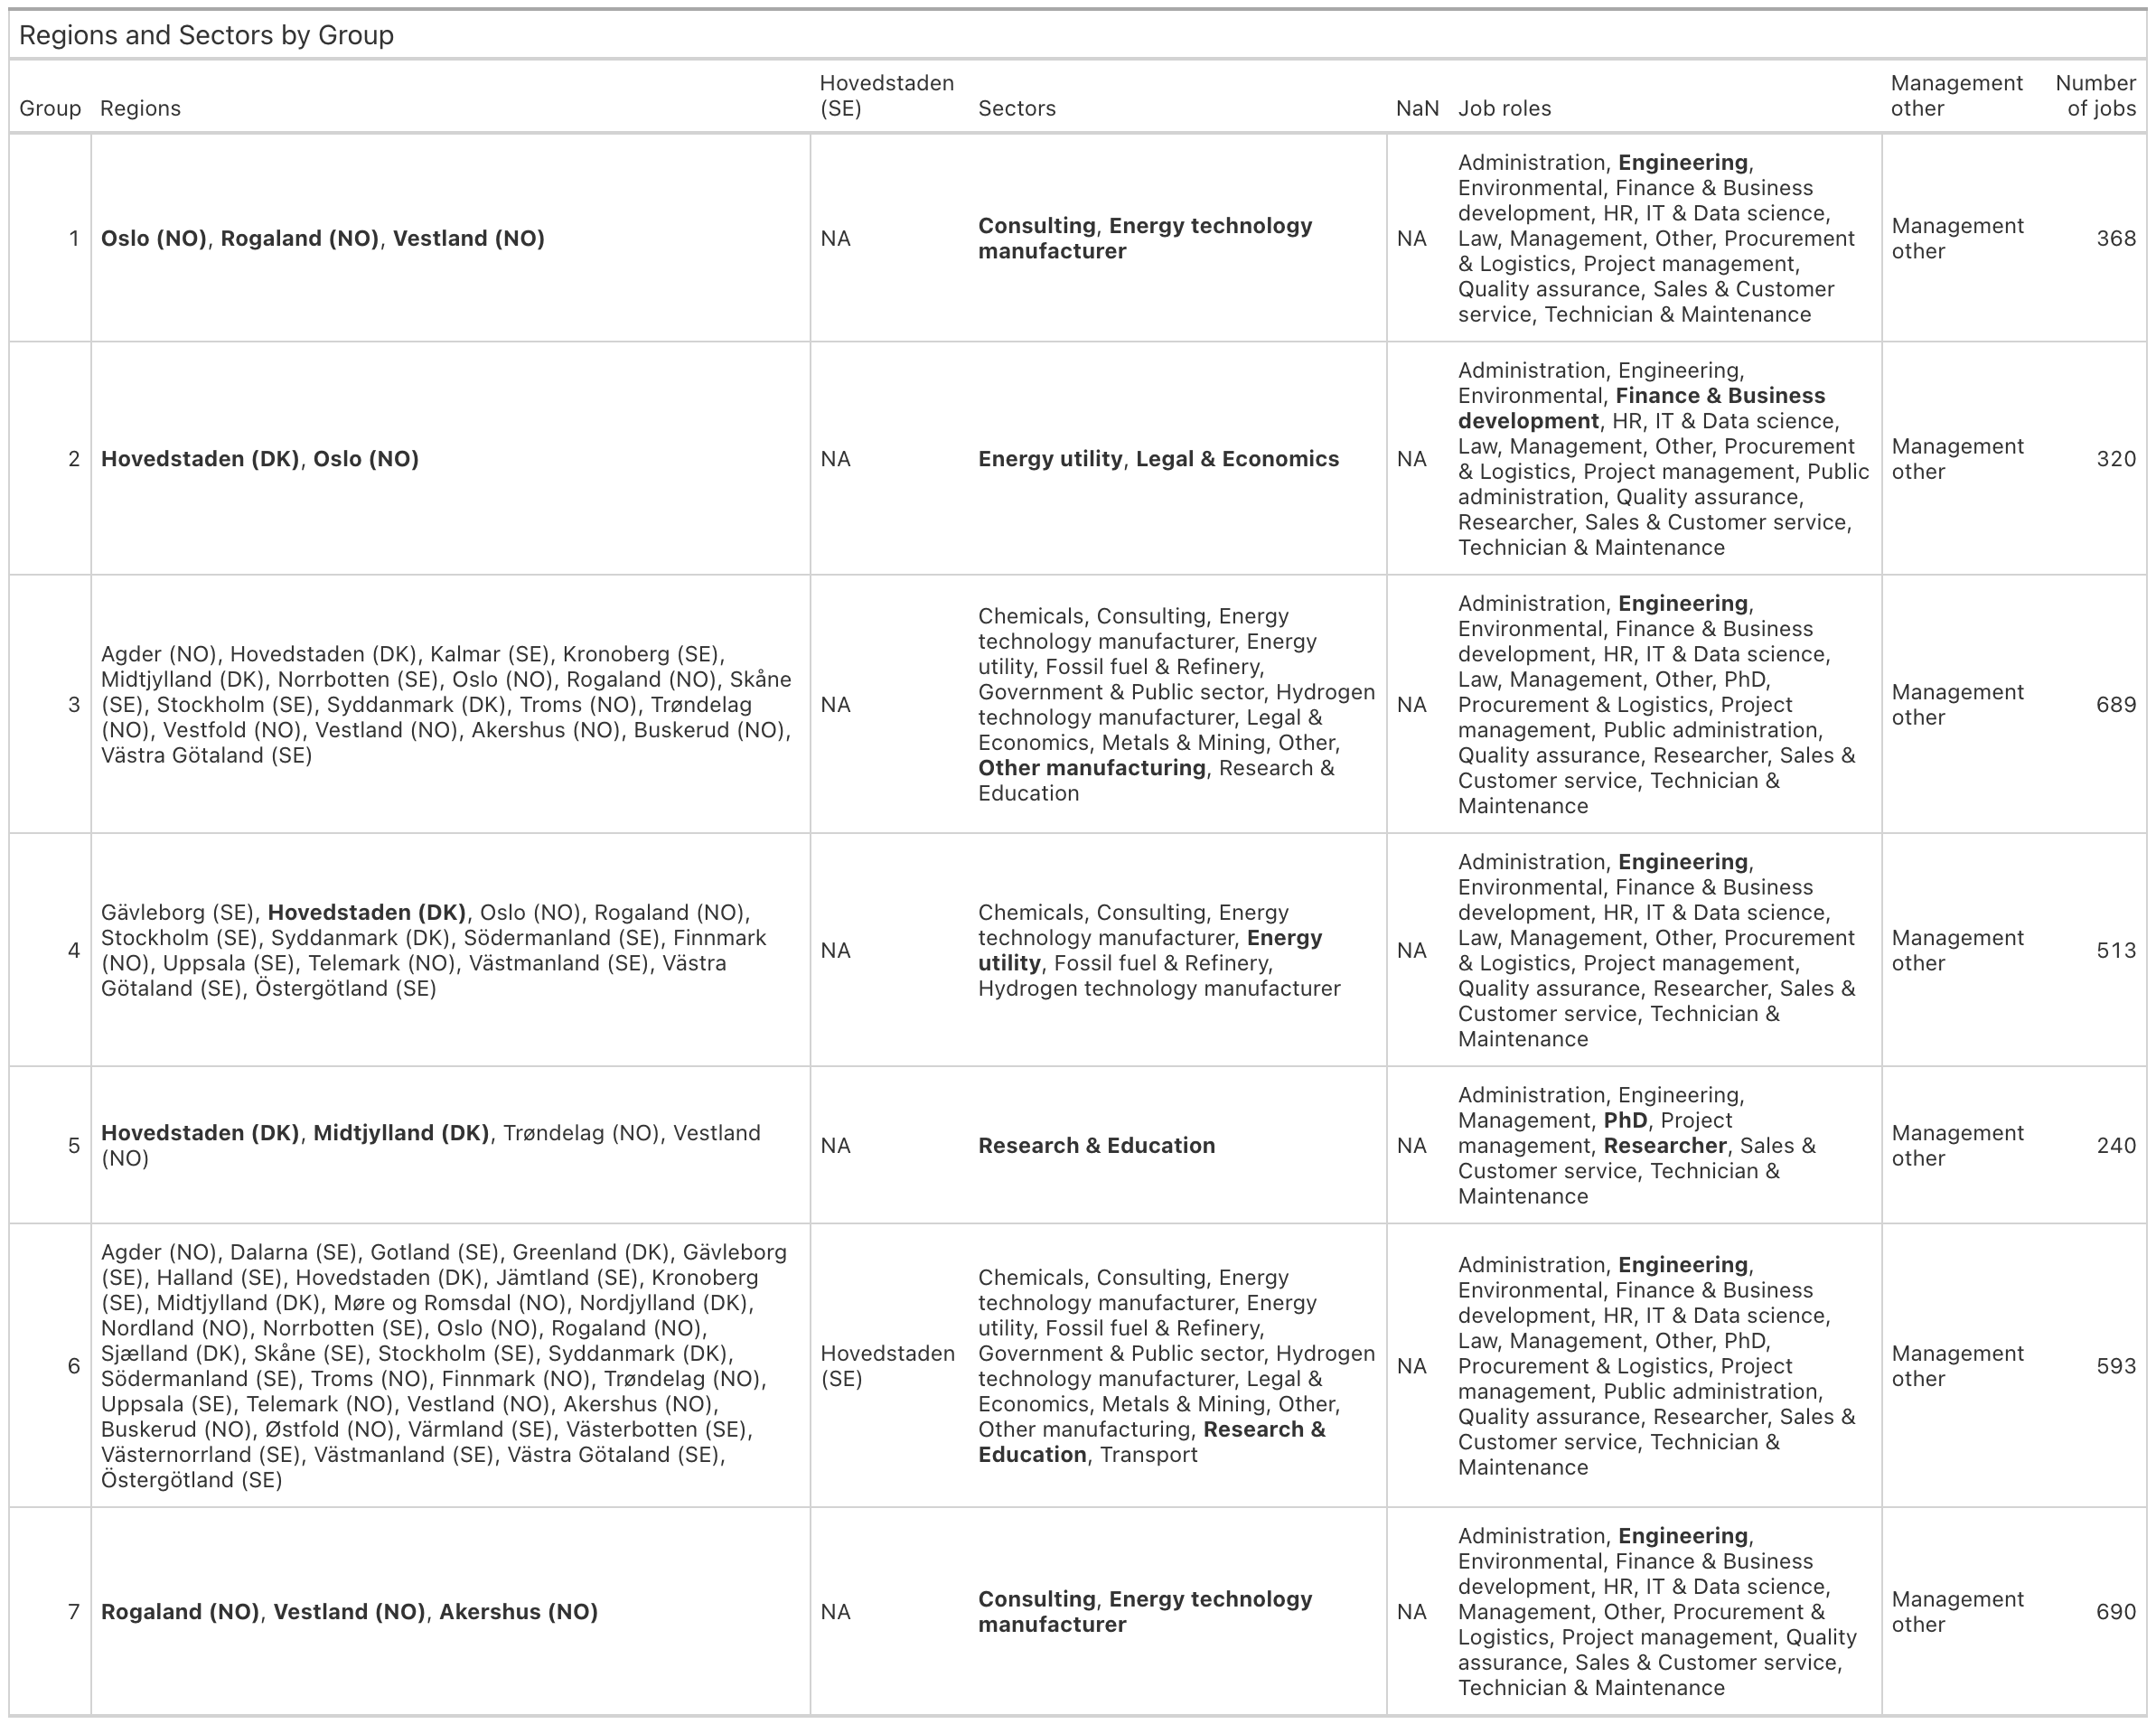 Regions and Sectors by Group
Group Regions Hovedstaden (SE) Sectors NaN Job roles Management other Number of jobs
1
Oslo (NO), Rogaland (NO), Vestland (NO)
NA
Consulting, Energy technology
manufacturer
NA
Administration, Engineering,
Environmental, Finance & Business
development, HR, IT & Data science,
Law, Management, Other, Procurement
& Logistics, Project management,
Quality assurance, Sales & Customer
service, Technician & Maintenance
Management
other
368
2
Hovedstaden (DK), Oslo (NO)
NA
Energy utility, Legal & Economics
NA
Administration, Engineering,
Environmental, Finance & Business
development, HR, IT & Data science,
Law, Management, Other, Procurement
& Logistics, Project management, Public
administration, Quality assurance,
Researcher, Sales & Customer service,
Technician & Maintenance
Management
other
320
3
Agder (NO), Hovedstaden (DK), Kalmar (SE), Kronoberg (SE),
Midtjylland (DK), Norrbotten (SE), Oslo (NO), Rogaland (NO), Skåne
(SE), Stockholm (SE), Syddanmark (DK), Troms (NO), Trøndelag
(NO), Vestfold (NO), Vestland (NO), Akershus (NO), Buskerud (NO),
Västra Götaland (SE)
NA
Chemicals, Consulting, Energy
technology manufacturer, Energy
utility, Fossil fuel & Refinery,
Government & Public sector, Hydrogen
technology manufacturer, Legal &
Economics, Metals & Mining, Other,
Other manufacturing, Research &
Education
NA
Administration, Engineering,
Environmental, Finance & Business
development, HR, IT & Data science,
Law, Management, Other, PhD,
Procurement & Logistics, Project
management, Public administration,
Quality assurance, Researcher, Sales &
Customer service, Technician &
Maintenance
Management
other
689
4
Gävleborg (SE), Hovedstaden (DK), Oslo (NO), Rogaland (NO),
Stockholm (SE), Syddanmark (DK), Södermanland (SE), Finnmark
(NO), Uppsala (SE), Telemark (NO), Västmanland (SE), Västra
Götaland (SE), Östergötland (SE)
NA
Chemicals, Consulting, Energy
technology manufacturer, Energy
utility, Fossil fuel & Refinery,
Hydrogen technology manufacturer
NA
Administration, Engineering,
Environmental, Finance & Business
development, HR, IT & Data science,
Law, Management, Other, Procurement
& Logistics, Project management,
Quality assurance, Researcher, Sales &
Customer service, Technician &
Maintenance
Management
other
513
5
Hovedstaden (DK), Midtjylland (DK), Trøndelag (NO), Vestland
(NO)
NA
Research & Education
NA
Administration, Engineering,
Management, PhD, Project
management, Researcher, Sales &
Customer service, Technician &
Maintenance
Management
other
240
6
Agder (NO), Dalarna (SE), Gotland (SE), Greenland (DK), Gävleborg
(SE), Halland (SE), Hovedstaden (DK), Jämtland (SE), Kronoberg
(SE), Midtjylland (DK), Møre og Romsdal (NO), Nordjylland (DK),
Nordland (NO), Norrbotten (SE), Oslo (NO), Rogaland (NO),
Sjælland (DK), Skåne (SE), Stockholm (SE), Syddanmark (DK),
Södermanland (SE), Troms (NO), Finnmark (NO), Trøndelag (NO),
Uppsala (SE), Telemark (NO), Vestland (NO), Akershus (NO),
Buskerud (NO), Østfold (NO), Värmland (SE), Västerbotten (SE),
Västernorrland (SE), Västmanland (SE), Västra Götaland (SE),
Östergötland (SE)
Hovedstaden
(SE)
Chemicals, Consulting, Energy
technology manufacturer, Energy
utility, Fossil fuel & Refinery,
Government & Public sector, Hydrogen
technology manufacturer, Legal &
Economics, Metals & Mining, Other,
Other manufacturing, Research &
Education, Transport
NA
Administration, Engineering,
Environmental, Finance & Business
development, HR, IT & Data science,
Law, Management, Other, PhD,
Procurement & Logistics, Project
management, Public administration,
Quality assurance, Researcher, Sales &
Customer service, Technician &
Maintenance
Management
other
593
7
Rogaland (NO), Vestland (NO), Akershus (NO)
NA
Consulting, Energy technology
manufacturer
NA
Administration, Engineering,
Environmental, Finance & Business
development, HR, IT & Data science,
Management, Other, Procurement &
Logistics, Project management, Quality
assurance, Sales & Customer service,
Technician & Maintenance
Management
other
690